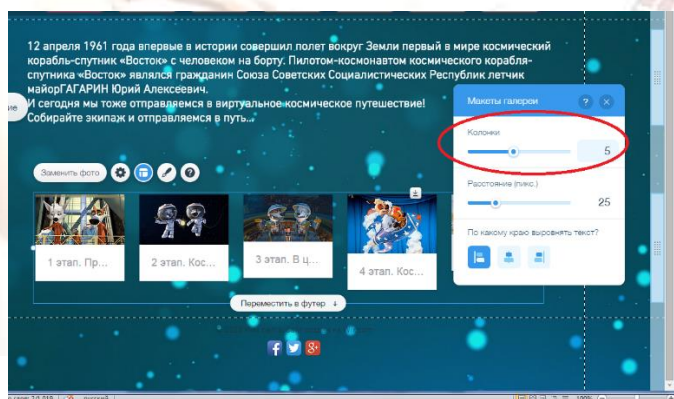 12 апреля 1961 года впервые в истории совершил полет вокруг Земли первый в мире космический
корабль-спутник «Восток» с человеком на борту. Пилотом-космонавтом космического корабля-
спутника «Восток» являлся гражданин Союза Советских Социалистических Республик летчик
майорГАГАРИН Юрий Алексеевич.
И сегодня мы тоже отправляемся в виртуальное космическое путешествие!
Собирайте экипаж и отправляемся в путь...
Макеты галереи ?
Колонки
5
Расстояние (пикс.)
25
По какому краю выровнять текст?
Заменить фото ?
1 этап. Пр...
2 этап. Кос...
3 этап. В ц...
4 этап. Кос...
Переместить в футер
100%